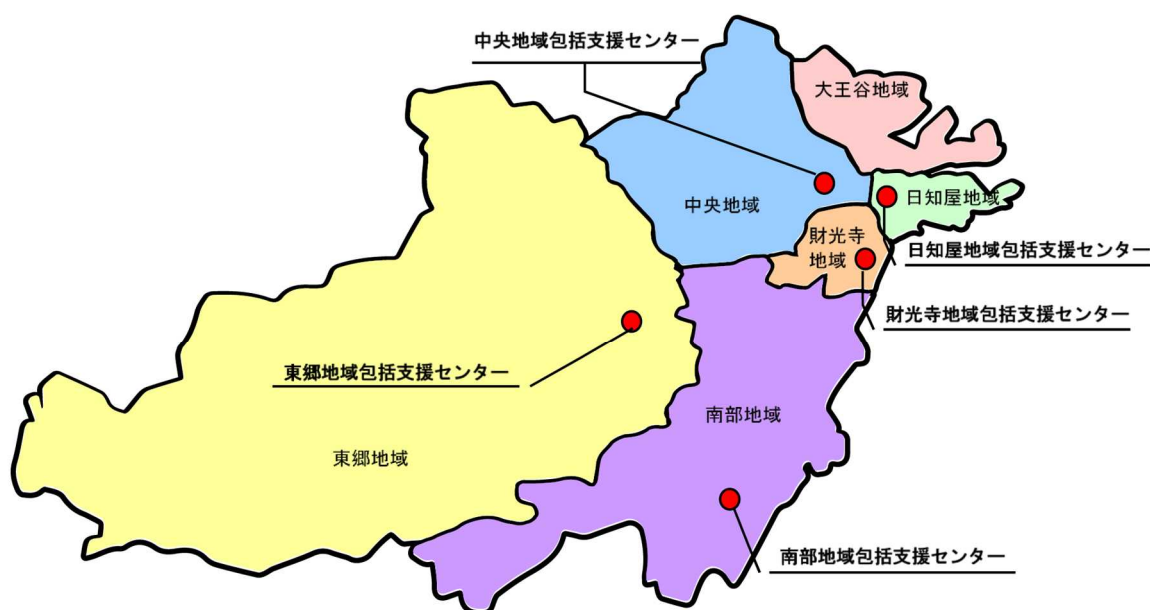 中央地域包括支援センター
大王谷地域
中央地域
日知屋地域
財光寺
地域
日知屋地域包括支援センター
財光寺地域包括支援センター
東郷地域包括支援センター
南部地域
東郷地域
南部地域包括支援センター